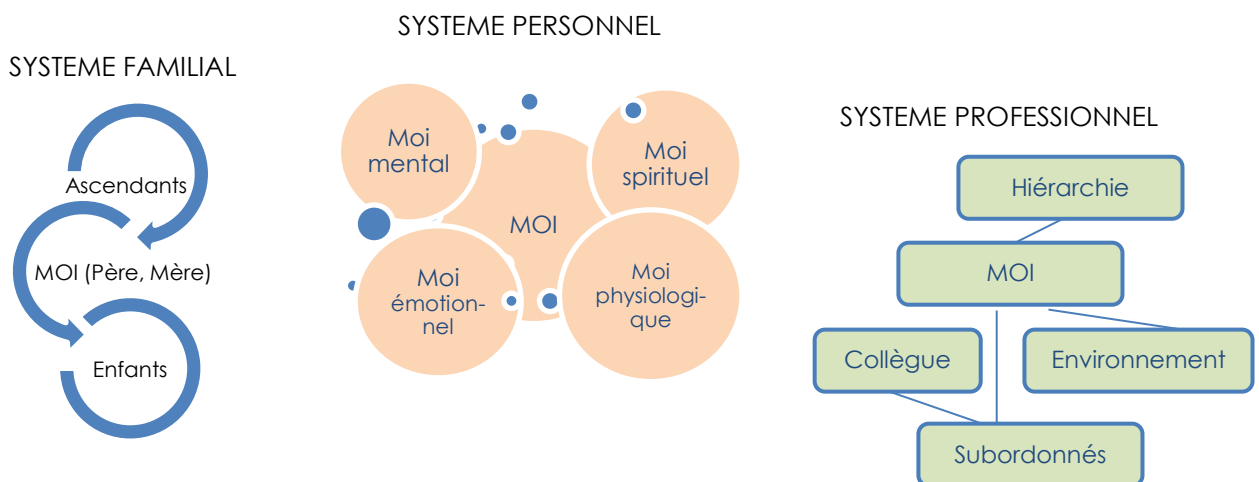 SYSTEME FAMILIAL
Ascendants
MOI (Père, Mère)
Enfants
SYSTEME PERSONNEL
Moi
mental
Moi
spirituel
MOI
Moi
émotion-
nel
Moi
physiologi-
que
SYSTEME PROFESSIONNEL
Hiérarchie
MOI
Collègue
Environnement
Subordonnés